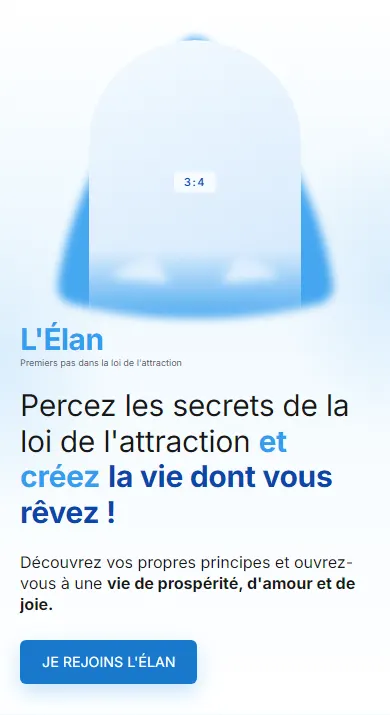 3:4
L'Élan
Premiers pas dans la loi de l'attraction
Percez les secrets de la
loi de l'attraction et
créez la vie dont vous
rêvez !
Découvrez vos propres principes et ouvrez-
vous à une vie de prospérité, d'amour et de
joie.
JE REJOINS L'ÉLAN